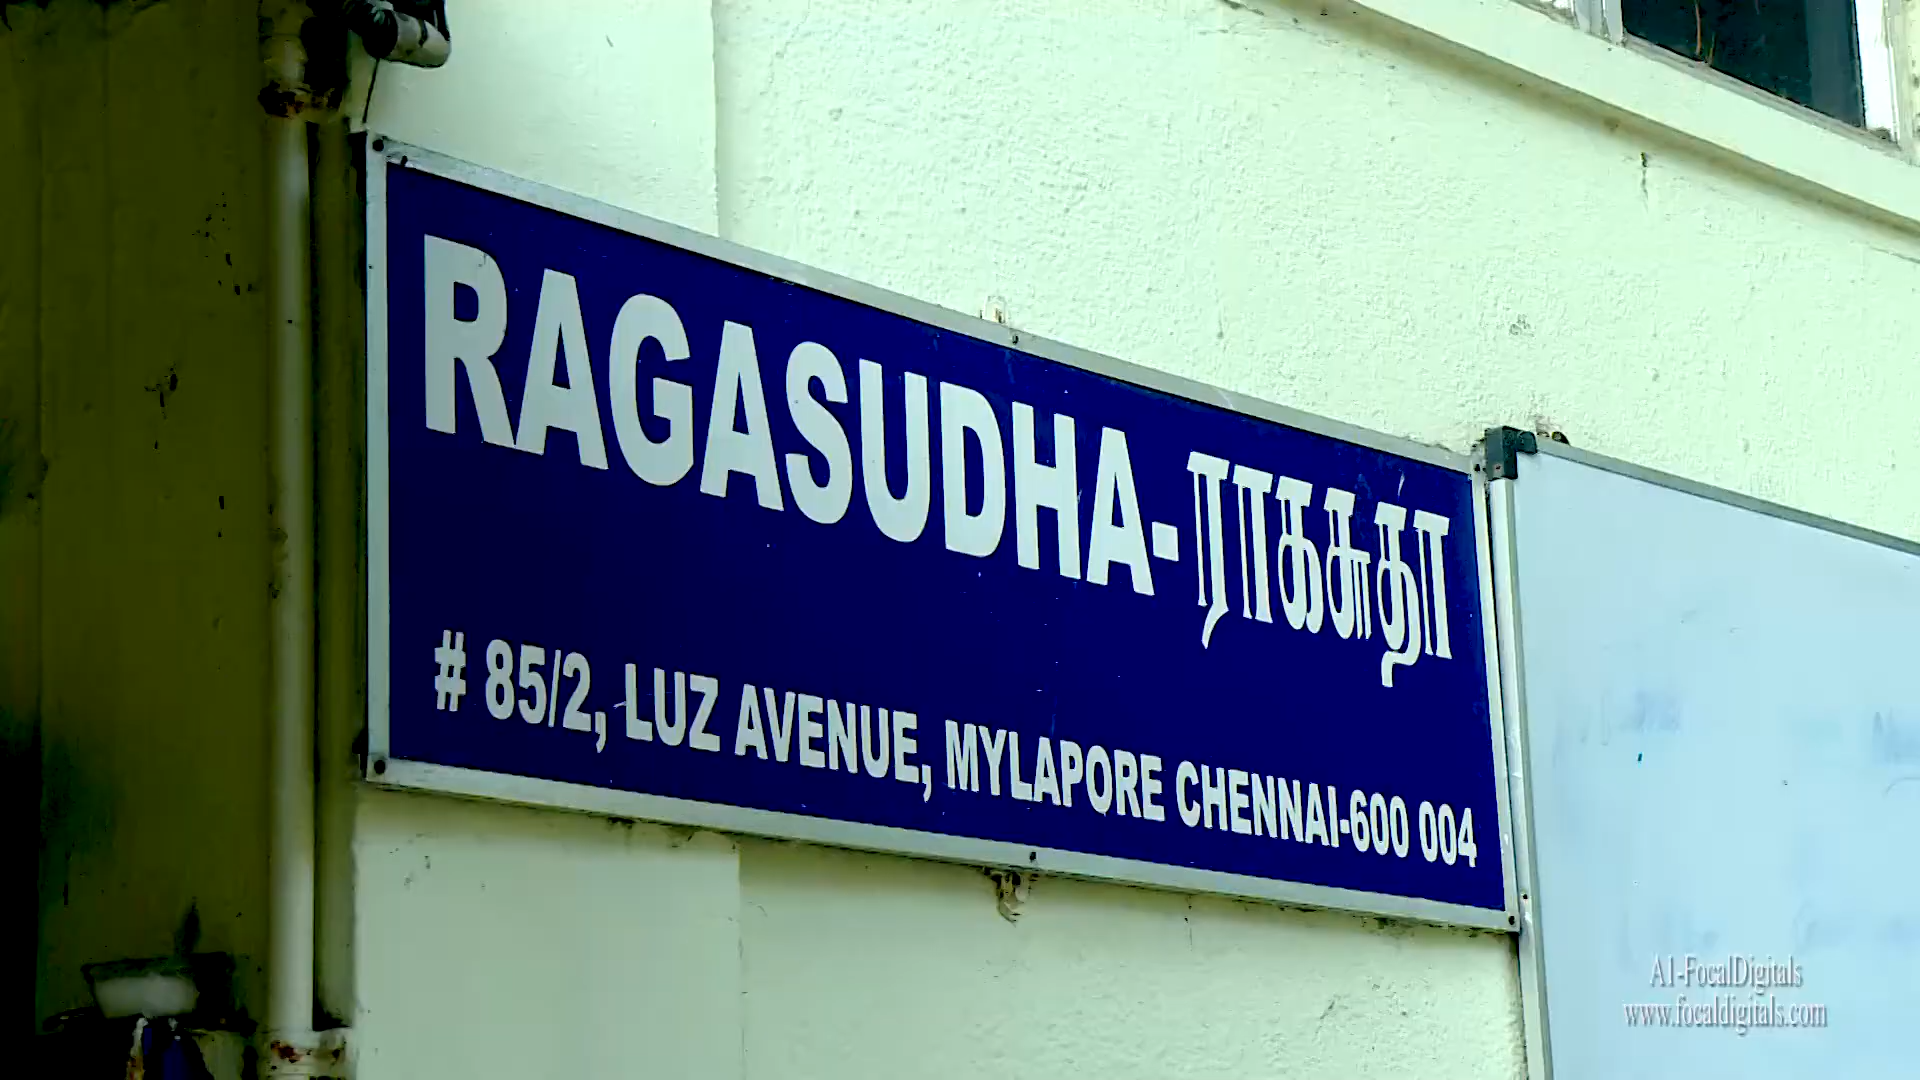 RAGASUDHA-ராகசுதா
# 85/2, LUZ AVENUE, MYLAPORE CHENNAI-600 004
A1-FocalDigitals
www.focaldigitals.com